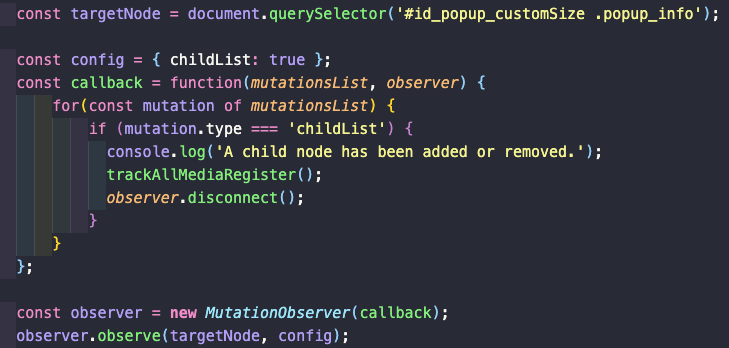 const targetNode = document.querySelector('#id_popup_customSize .popup_info');
const config = { childList: true };
const callback = function(mutationsList, observer) {
for(const mutation of mutationsList) {
if (mutation.type === 'childList') {
console.log('A child node has been added or removed.');
trackAllMediaRegister();
observer.disconnect();
}
}
};
const observer = new MutationObserver(callback);
observer.observe(targetNode, config);